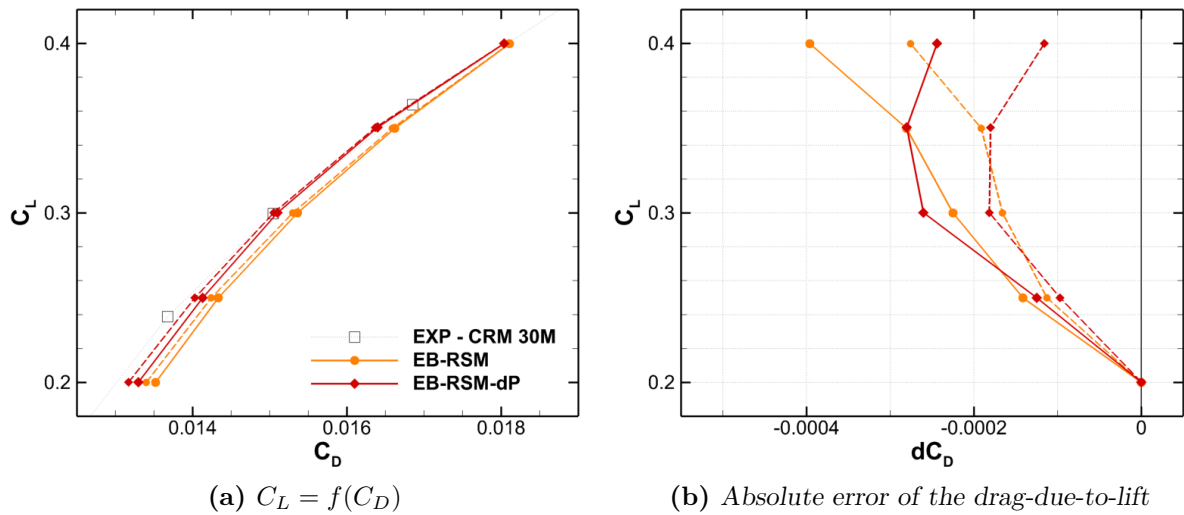 0.4
0.3
0.2
C_L
0.014
0.016
0.018
C_D
EXP - CRM 30M
EB-RSM
EB-RSM-dP
(a) C_L = f(C_D)
0.4
0.3
0.2
C_L
-0.0004
-0.0002
0
dC_D
(b) Absolute error of the drag-due-to-lift